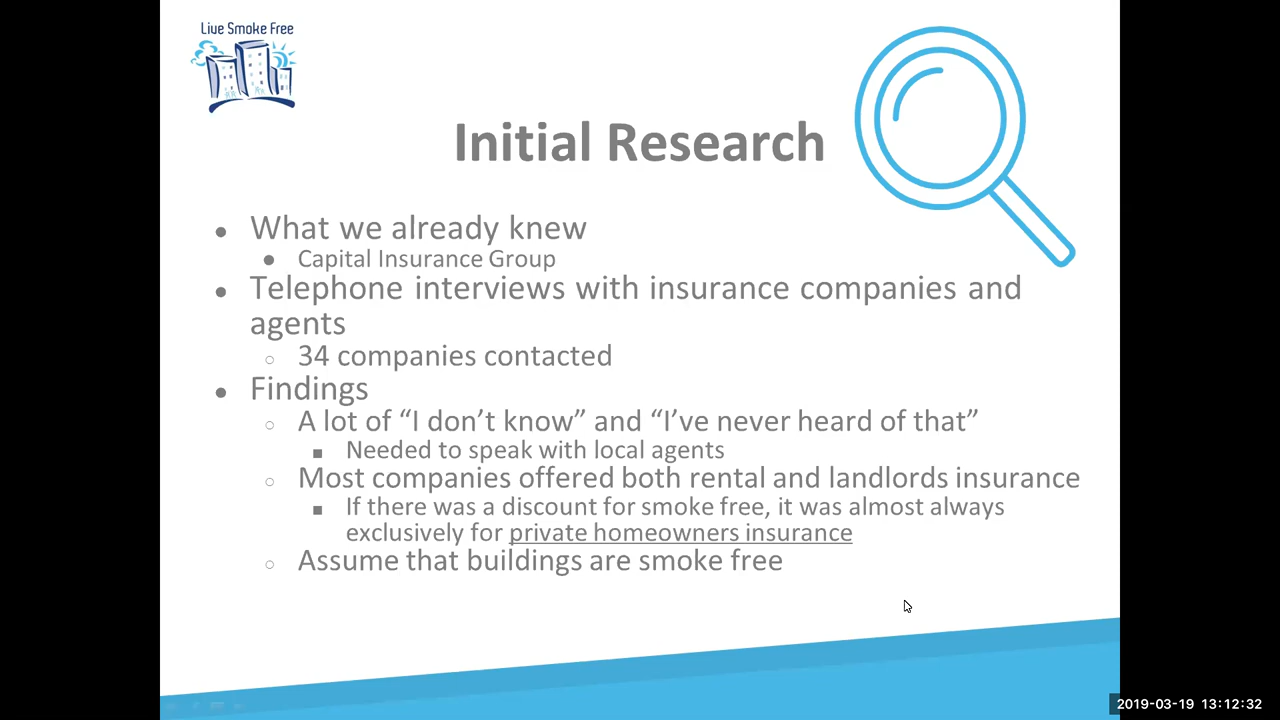 Live Smoke Free
Initial Research
● What we already knew
● Capital Insurance Group
● Telephone interviews with insurance companies and
agents
○ 34 companies contacted
● Findings
○ A lot of “I don’t know” and “I’ve never heard of that”
■ Needed to speak with local agents
○ Most companies offered both rental and landlords insurance
■ If there was a discount for smoke free, it was almost always
exclusively for private homeowners insurance
○ Assume that buildings are smoke free
2019-03-19 13:12:32